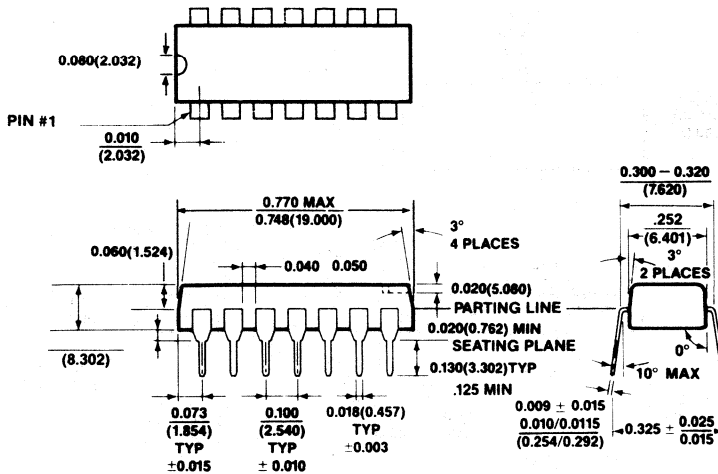 0.080(2.032)
PIN #1
0.010
(2.032)
0.770 MAX
0.748(19.000)
3°
4 PLACES
0.060(1.524)
0.040 0.050
0.020(5.080)
PARTING LINE
0.020(0.762) MIN
SEATING PLANE
(8.302)
0.130(3.302)TYP
.125 MIN
0.073
(1.854)
TYP
±0.015
0.100
(2.540)
TYP
± 0.010
0.018(0.457)
TYP
±0.003
0.300 – 0.320
(7.620)
.252
(6.401)
3°
2 PLACES
0°
10° MAX
0.009 ± 0.015
0.010/0.0115
(0.254/0.292)
0.325 ± 0.025
0.015